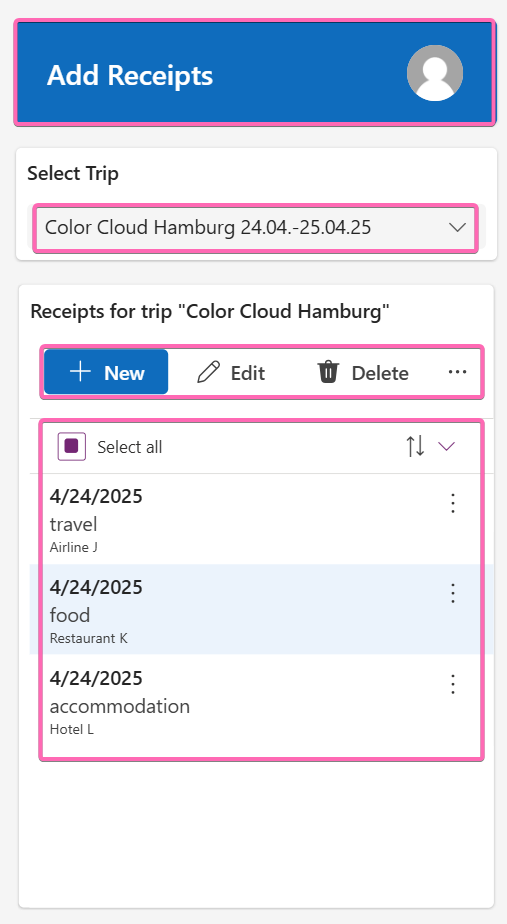 Add Receipts
Select Trip
Color Cloud Hamburg 24.04.-25.04.25
Receipts for trip "Color Cloud Hamburg"
New Edit Delete ...
Select all
4/24/2025
travel
Airline J
4/24/2025
food
Restaurant K
4/24/2025
accommodation
Hotel L